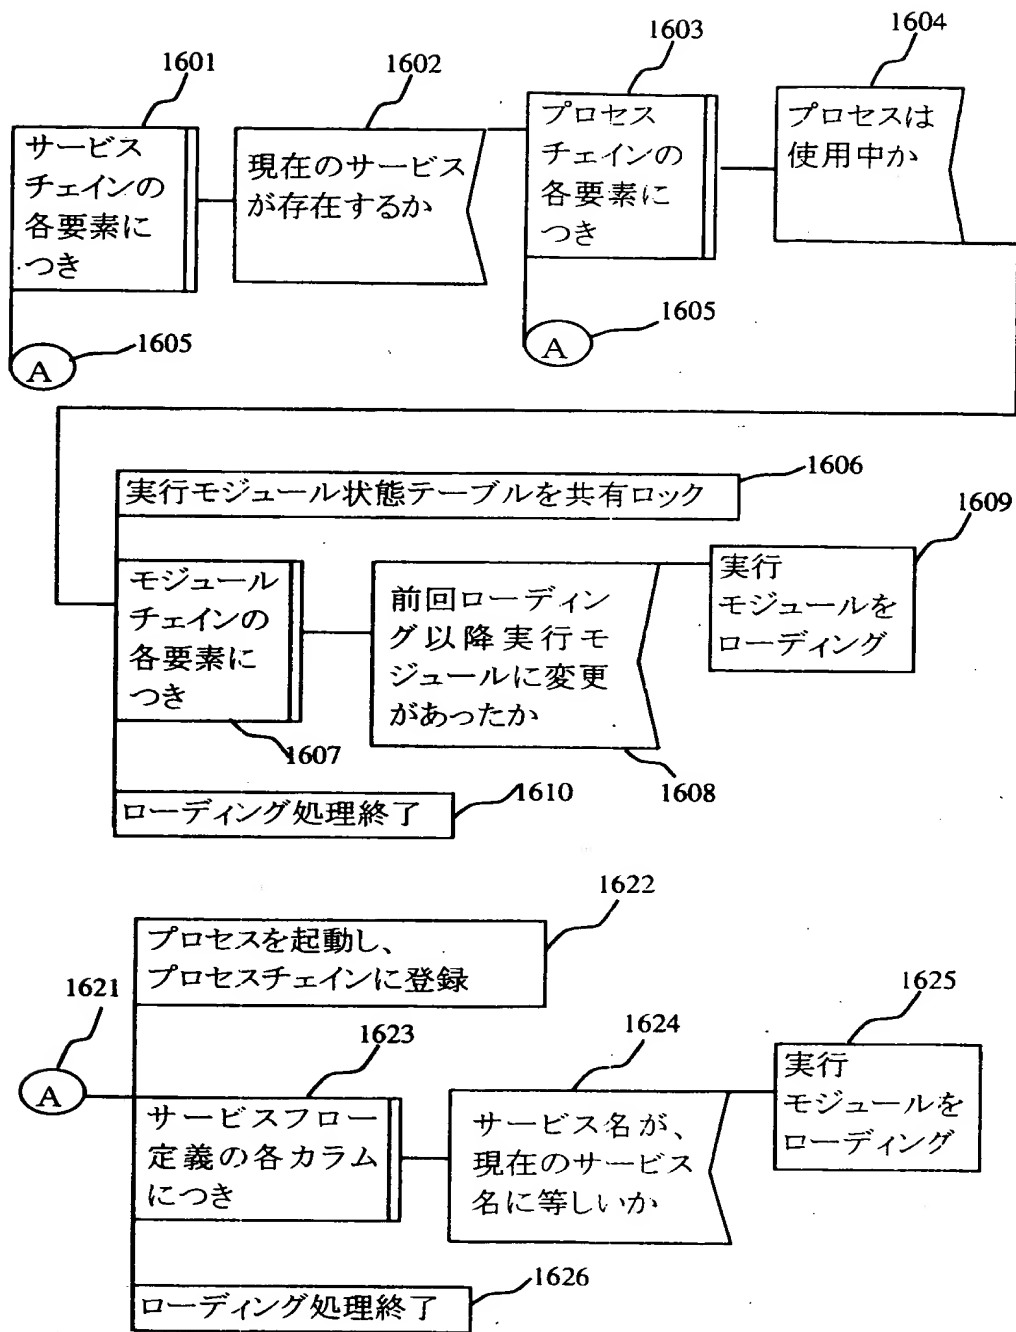 1601
1602
1603
1604
サービス
チェインの
各要素に
つき
現在のサービス
が存在するか
プロセス
チェインの
各要素に
つき
プロセスは
使用中か
A
1605
A
1605
1606
実行モジュール状態テーブルを共有ロック
1609
モジュール
チェインの
各要素に
つき
1607
前回ローディン
グ以降実行モ
ジュールに変更
があったか
1608
実行
モジュールを
ローディング
1610
ローディング処理終了
1622
プロセスを起動し、
プロセスチェインに登録
1621
A
1623
サービスフロー
定義の各カラム
につき
1624
サービス名が、
現在のサービス
名に等しいか
1625
実行
モジュールを
ローディング
1626
ローディング処理終了